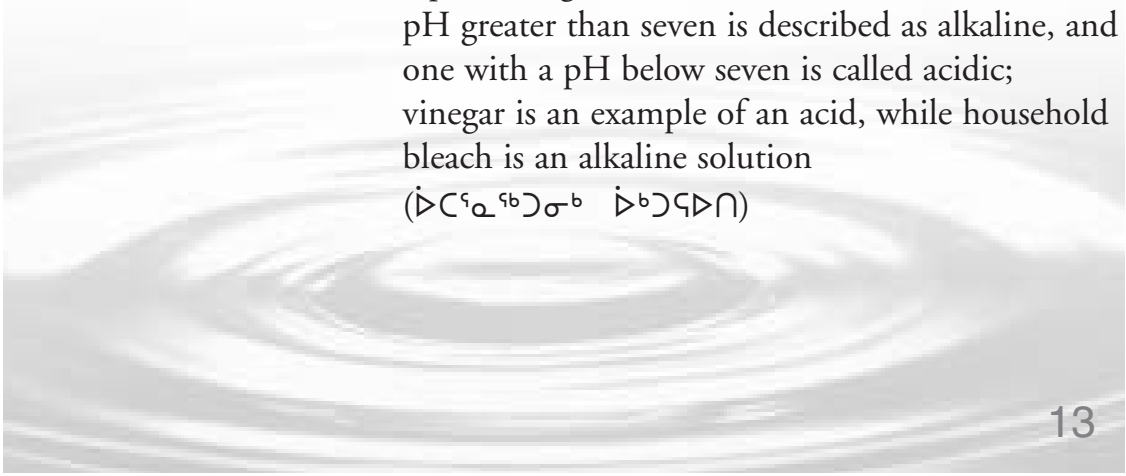 pH greater than seven is described as alkaline, and
one with a pH below seven is called acidic;
vinegar is an example of an acid, while household
bleach is an alkaline solution
(ᐆᑕᕐᓇᖅᑐᓂᒃ ᐆᒃᑐᕋᐅᑎ)
13